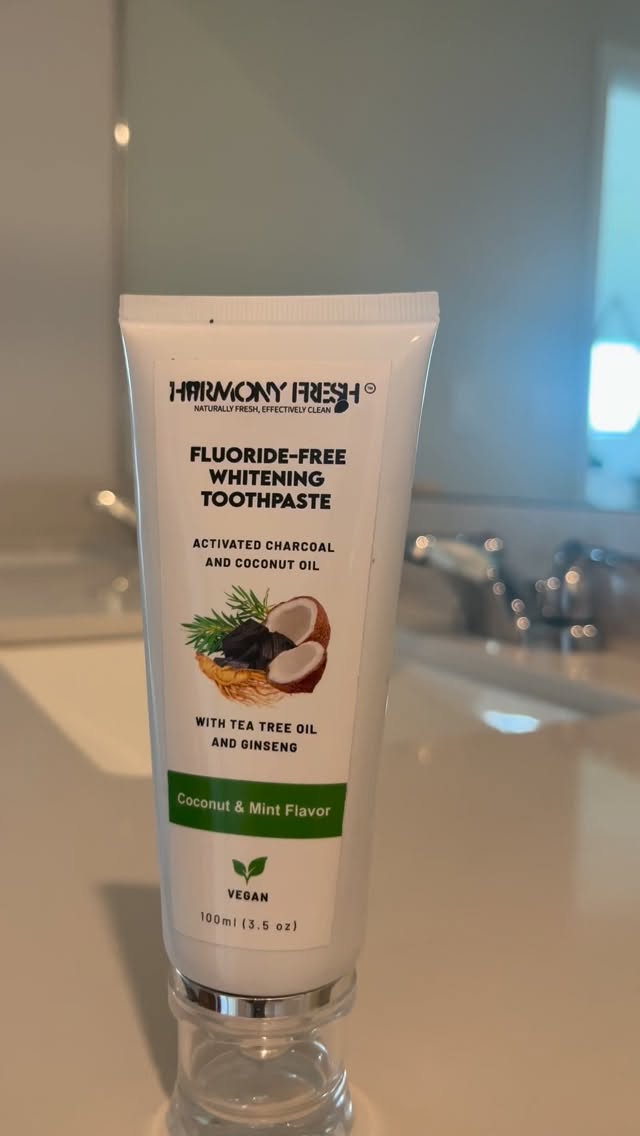 HARMONY FRESH TM
NATURALLY FRESH, EFFECTIVELY CLEAN
FLUORIDE-FREE
WHITENING
TOOTHPASTE
ACTIVATED CHARCOAL
AND COCONUT OIL
WITH TEA TREE OIL
AND GINSENG
Coconut & Mint Flavor
VEGAN
100ml (3.5 oz)